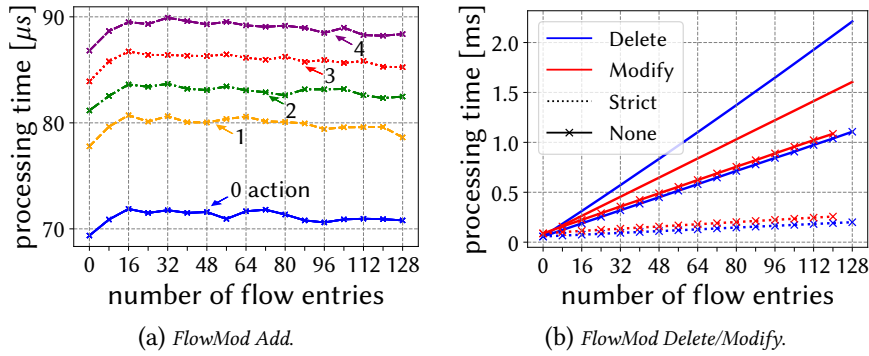 processing time [μs]
90
80
70
4
3
2
1
0 action
0 16 32 48 64 80 96 112 128
number of flow entries
(a) FlowMod Add.
processing time [ms]
2.0
1.5
1.0
0.5
0
Delete
Modify
Strict
None
0 16 32 48 64 80 96 112 128
number of flow entries
(b) FlowMod Delete/Modify.